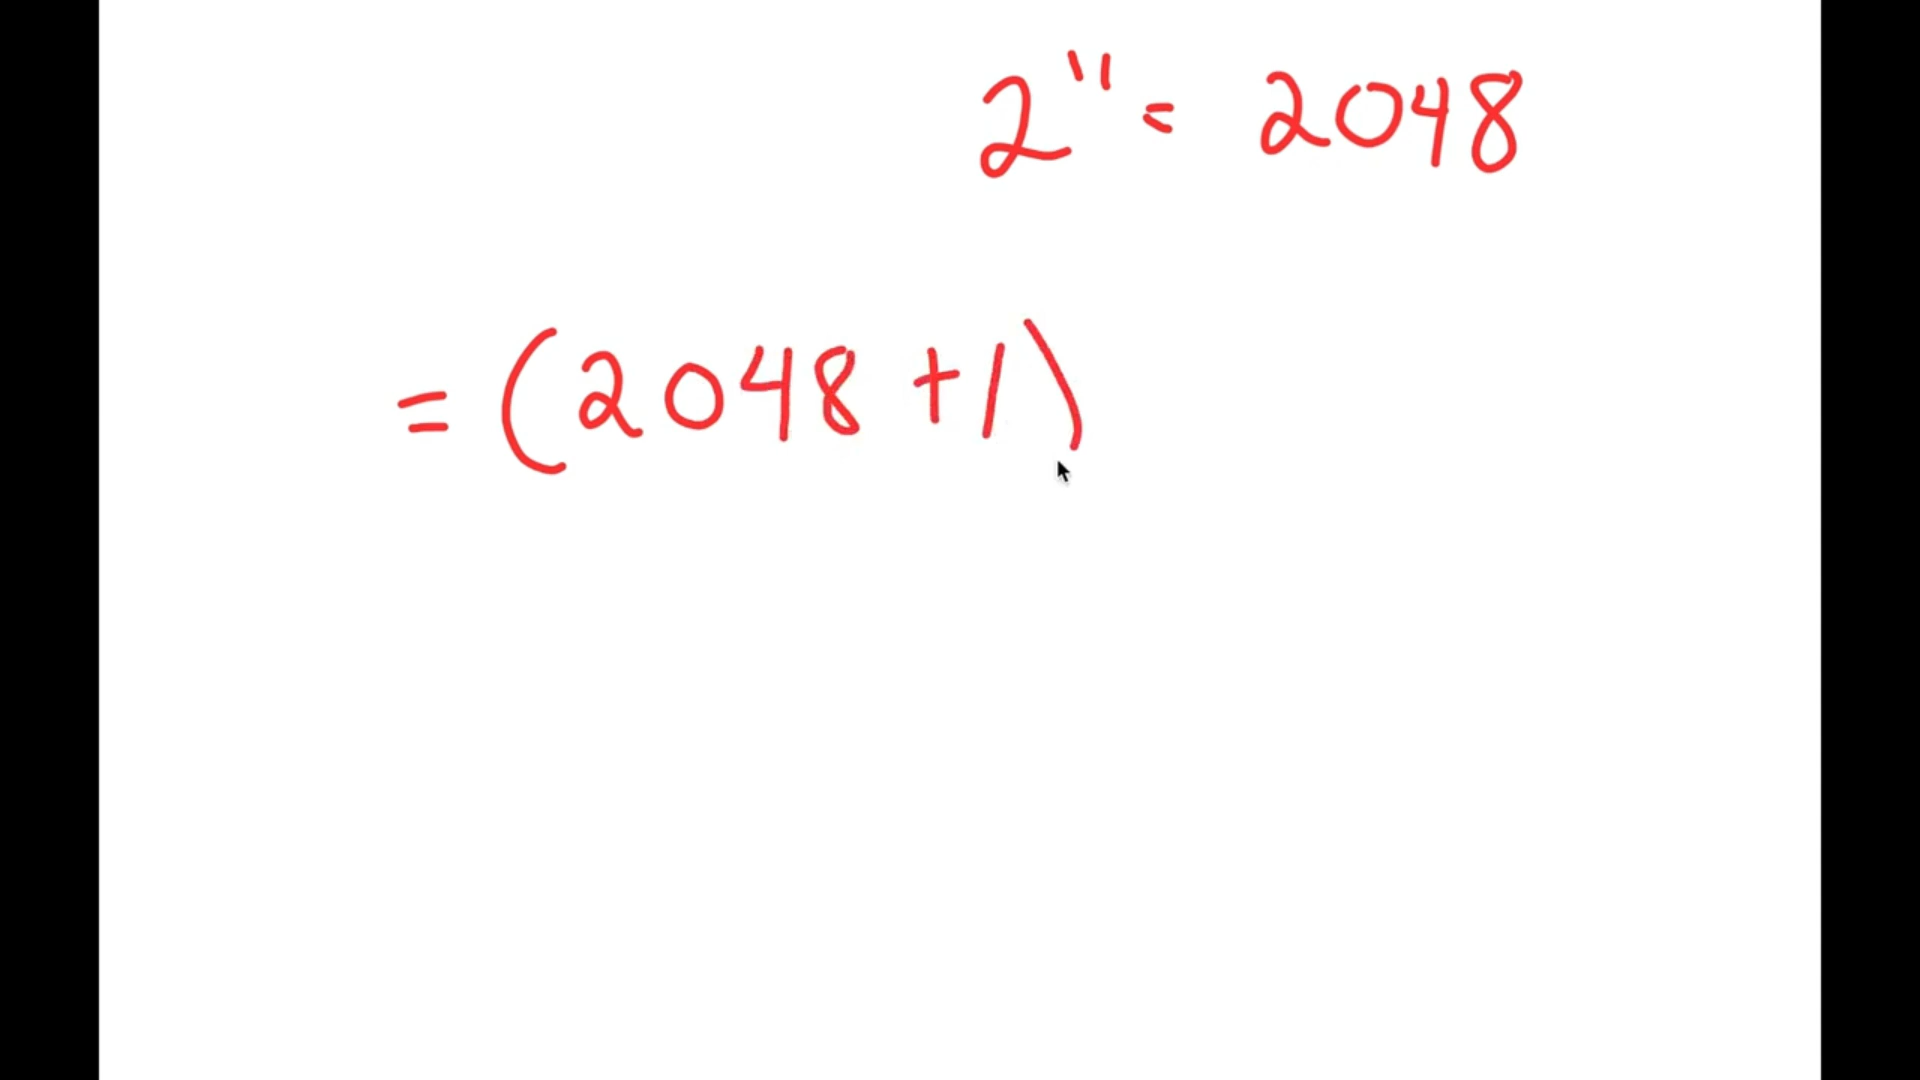 2¹¹ = 2048
= (2048 + 1)